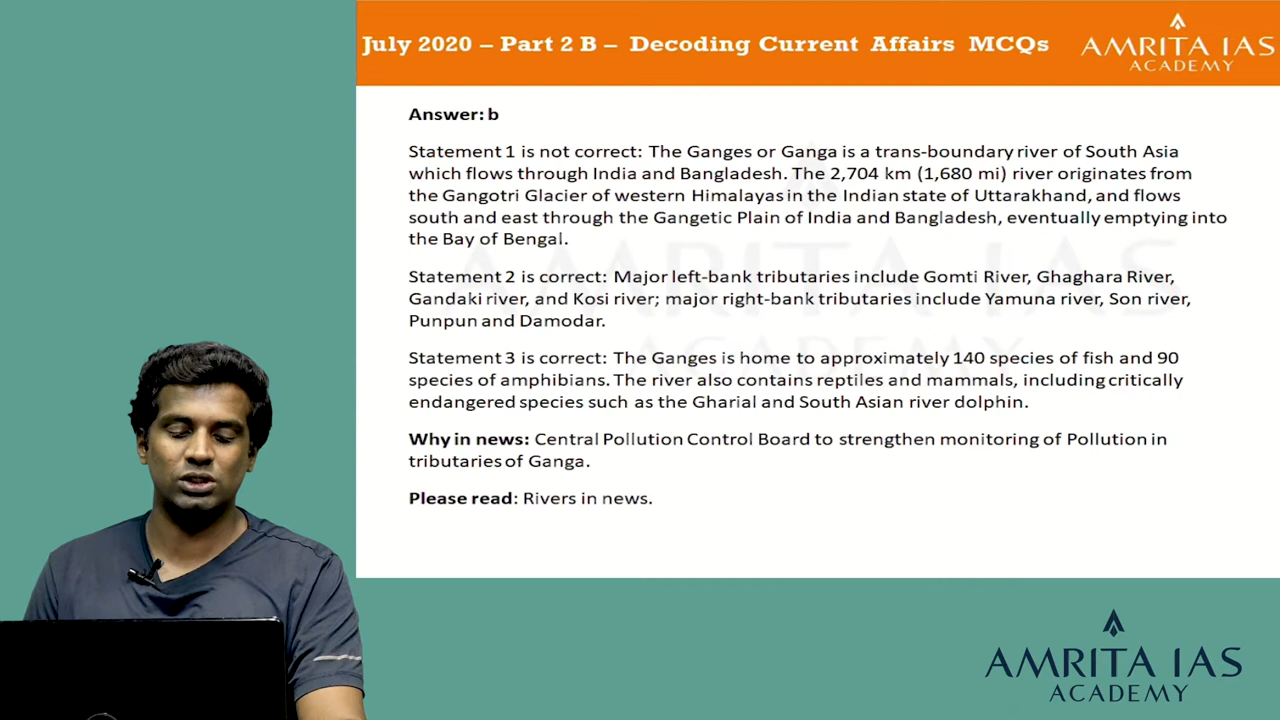 July 2020 – Part 2 B – Decoding Current Affairs MCQs
AMRITA IAS
ACADEMY
Answer: b
Statement 1 is not correct: The Ganges or Ganga is a trans-boundary river of South Asia
which flows through India and Bangladesh. The 2,704 km (1,680 mi) river originates from
the Gangotri Glacier of western Himalayas in the Indian state of Uttarakhand, and flows
south and east through the Gangetic Plain of India and Bangladesh, eventually emptying into
the Bay of Bengal.
Statement 2 is correct: Major left-bank tributaries include Gomti River, Ghaghara River,
Gandaki river, and Kosi river; major right-bank tributaries include Yamuna river, Son river,
Punpun and Damodar.
Statement 3 is correct: The Ganges is home to approximately 140 species of fish and 90
species of amphibians. The river also contains reptiles and mammals, including critically
endangered species such as the Gharial and South Asian river dolphin.
Why in news: Central Pollution Control Board to strengthen monitoring of Pollution in
tributaries of Ganga.
Please read: Rivers in news.
AMRITA IAS
ACADEMY
AMRITA IAS
ACADEMY